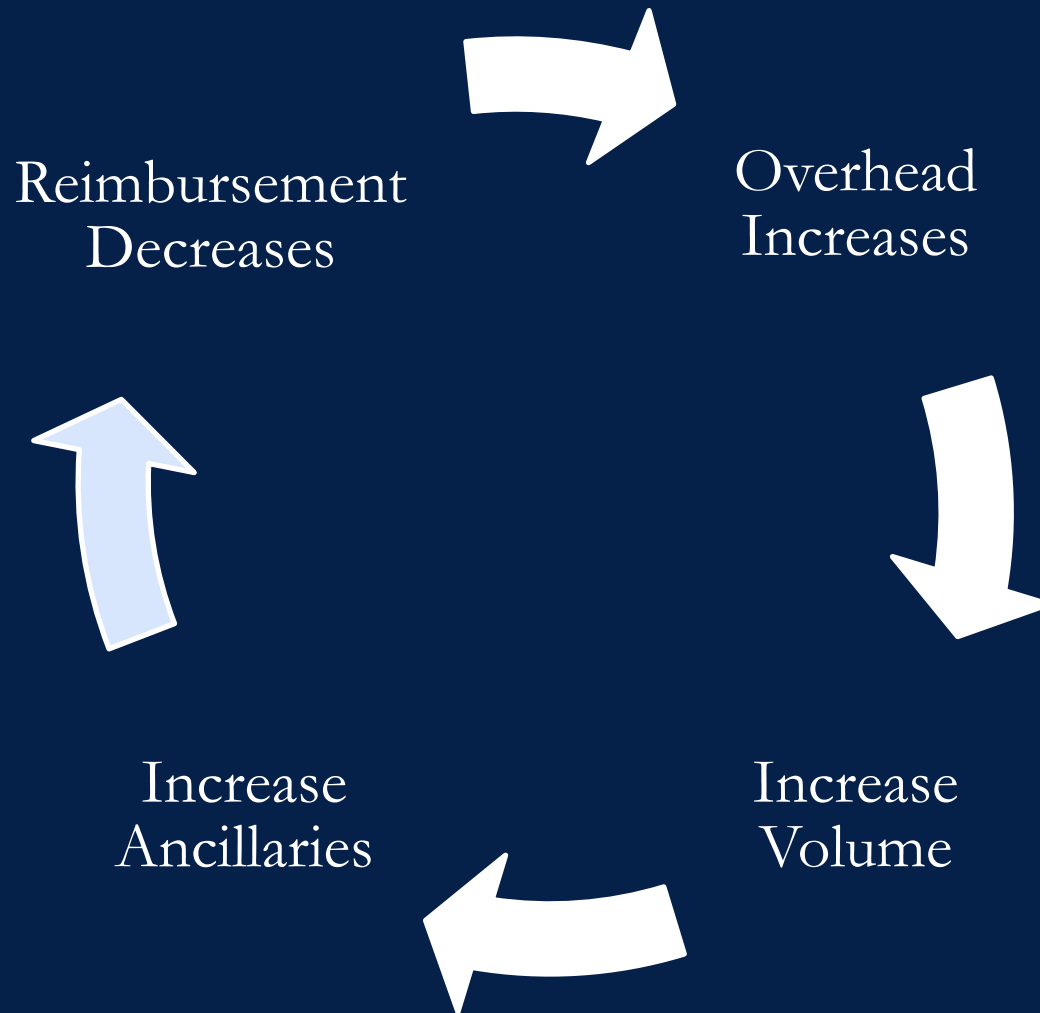 Reimbursement
Decreases
Overhead
Increases
Increase
Volume
Increase
Ancillaries